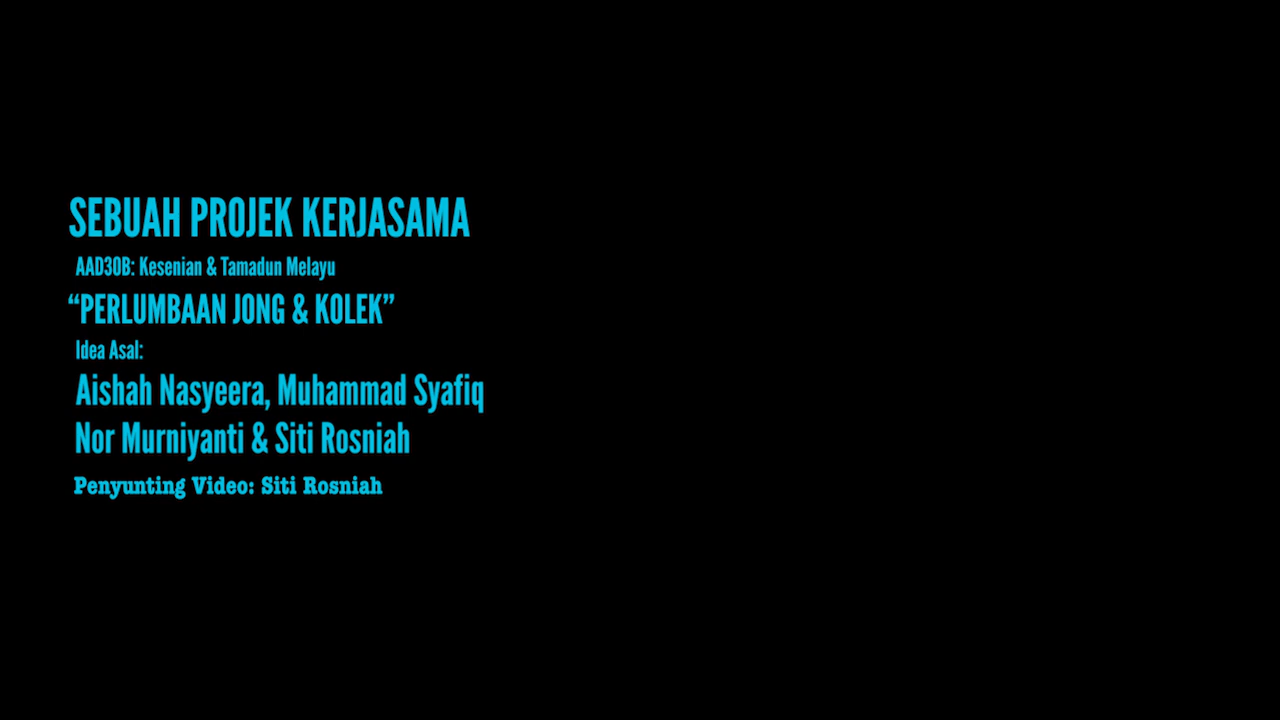 SEBUAH PROJEK KERJASAMA
AAD30B: Kesenian & Tamadun Melayu
“PERLUMBAAN JONG & KOLEK”
Idea Asal:
Aishah Nasyeera, Muhammad Syafiq
Nor Murniyanti & Siti Rosniah
Penyunting Video: Siti Rosniah